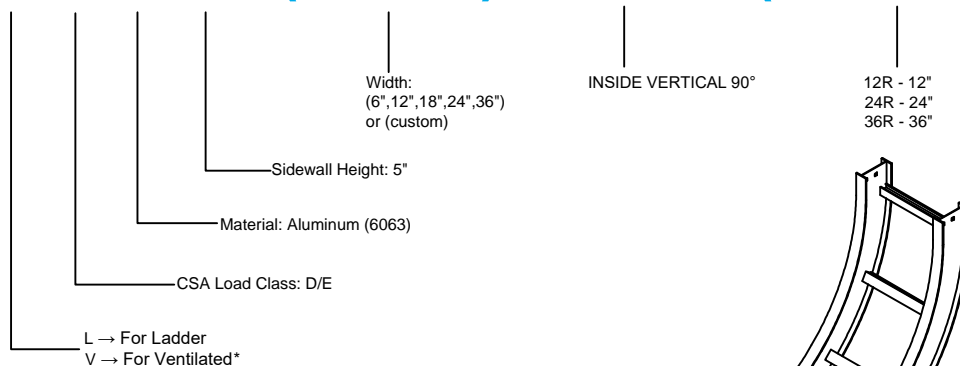 Width:
(6",12",18",24",36")
or (custom)
INSIDE VERTICAL 90°
12R - 12"
24R - 24"
36R - 36"
Sidewall Height: 5"
Material: Aluminum (6063)
CSA Load Class: D/E
L → For Ladder
V → For Ventilated*